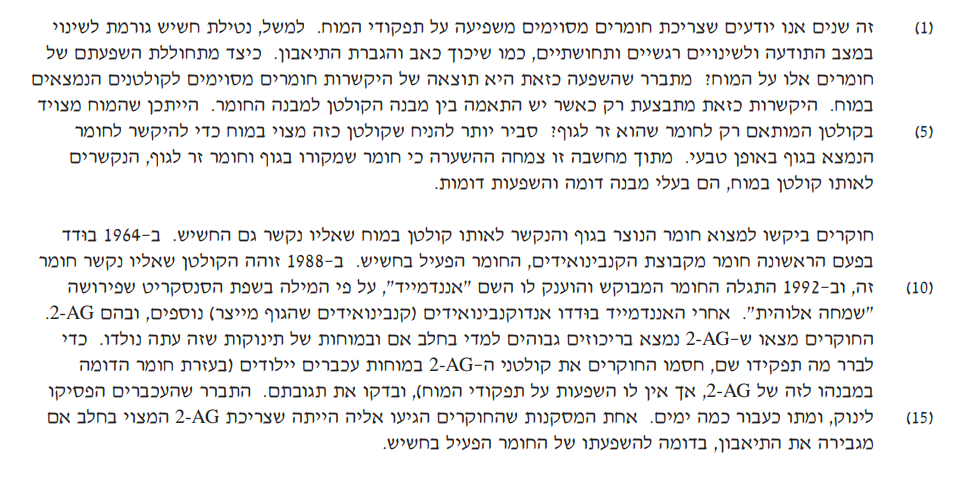 (1) זה שנים אנו יודעים שצריכת חומרים מסוימים משפיעה על תפקודי המוח. למשל, נטילת חשיש גורמת לשינוי
במצב התודעה ולשינויים רגשיים ותחושתיים, כמו שיכוך כאב והגברת התיאבון. כיצד מתחוללת השפעתם של
חומרים אלו על המוח? מתברר שהשפעה כזאת היא תוצאה של היקשרות חומרים מסוימים לקולטנים הנמצאים
במוח. היקשרות כזאת מתבצעת רק כאשר יש התאמה בין מבנה הקולטן למבנה החומר. הייתכן שהמוח מצויד
(5) בקולטן המותאם רק לחומר שהוא זר לגוף? סביר יותר להניח שקולטן כזה מצוי במוח כדי להיקשר לחומר
הנמצא בגוף באופן טבעי. מתוך מחשבה זו צמחה ההשערה כי חומר שמקורו בגוף וחומר זר לגוף, הנקשרים
לאותו קולטן במוח, הם בעלי מבנה דומה והשפעות דומות.
חוקרים ביקשו למצוא חומר הנוצר בגוף והנקשר לאותו קולטן במוח שאליו נקשר גם החשיש. ב-1964 בוּדד
בפעם הראשונה חומר מקבוצת הקנבינואידים, החומר הפעיל בחשיש. ב-1988 זוהה הקולטן שאליו נקשר חומר
(10) זה, וב-1992 התגלה החומר המבוקש והוענק לו השם "אננדמייד", על פי המילה בשפת הסנסקריט שפירושה
"שמחה אלוהית". אחרי האננדמייד בוּדדו אנדוקנבינואידים (קנבינואידים שהגוף מייצר) נוספים, ובהם 2-AG.
החוקרים מצאו ש-2-AG נמצא בריכוזים גבוהים למדי בחלב אם ובמוחות של תינוקות שזה עתה נולדו. כדי
לברר מה תפקידו שם, חסמו החוקרים את קולטני ה-2-AG במוחות עכברים יילודים (בעזרת חומר הדומה
במבנהו לזה של 2-AG, אך אין לו השפעות על תפקודי המוח), ובדקו את תגובתם. התברר שהעכברים הפסיקו
(15) לינוק, ומתו כעבור כמה ימים. אחת המסקנות שהחוקרים הגיעו אליה הייתה שצריכת 2-AG המצוי בחלב אם
מגבירה את התיאבון, בדומה להשפעתו של החומר הפעיל בחשיש.